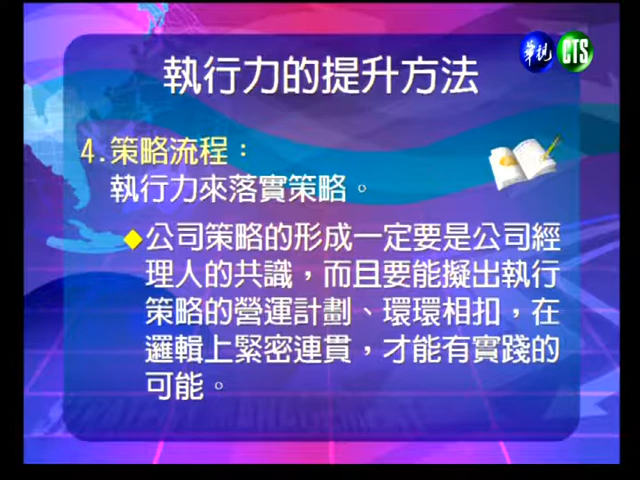 華視 CTS
執行力的提升方法
4.策略流程：
執行力來落實策略。
◆公司策略的形成一定要是公司經
理人的共識，而且要能擬出執行
策略的營運計劃、環環相扣，在
邏輯上緊密連貫，才能有實踐的
可能。